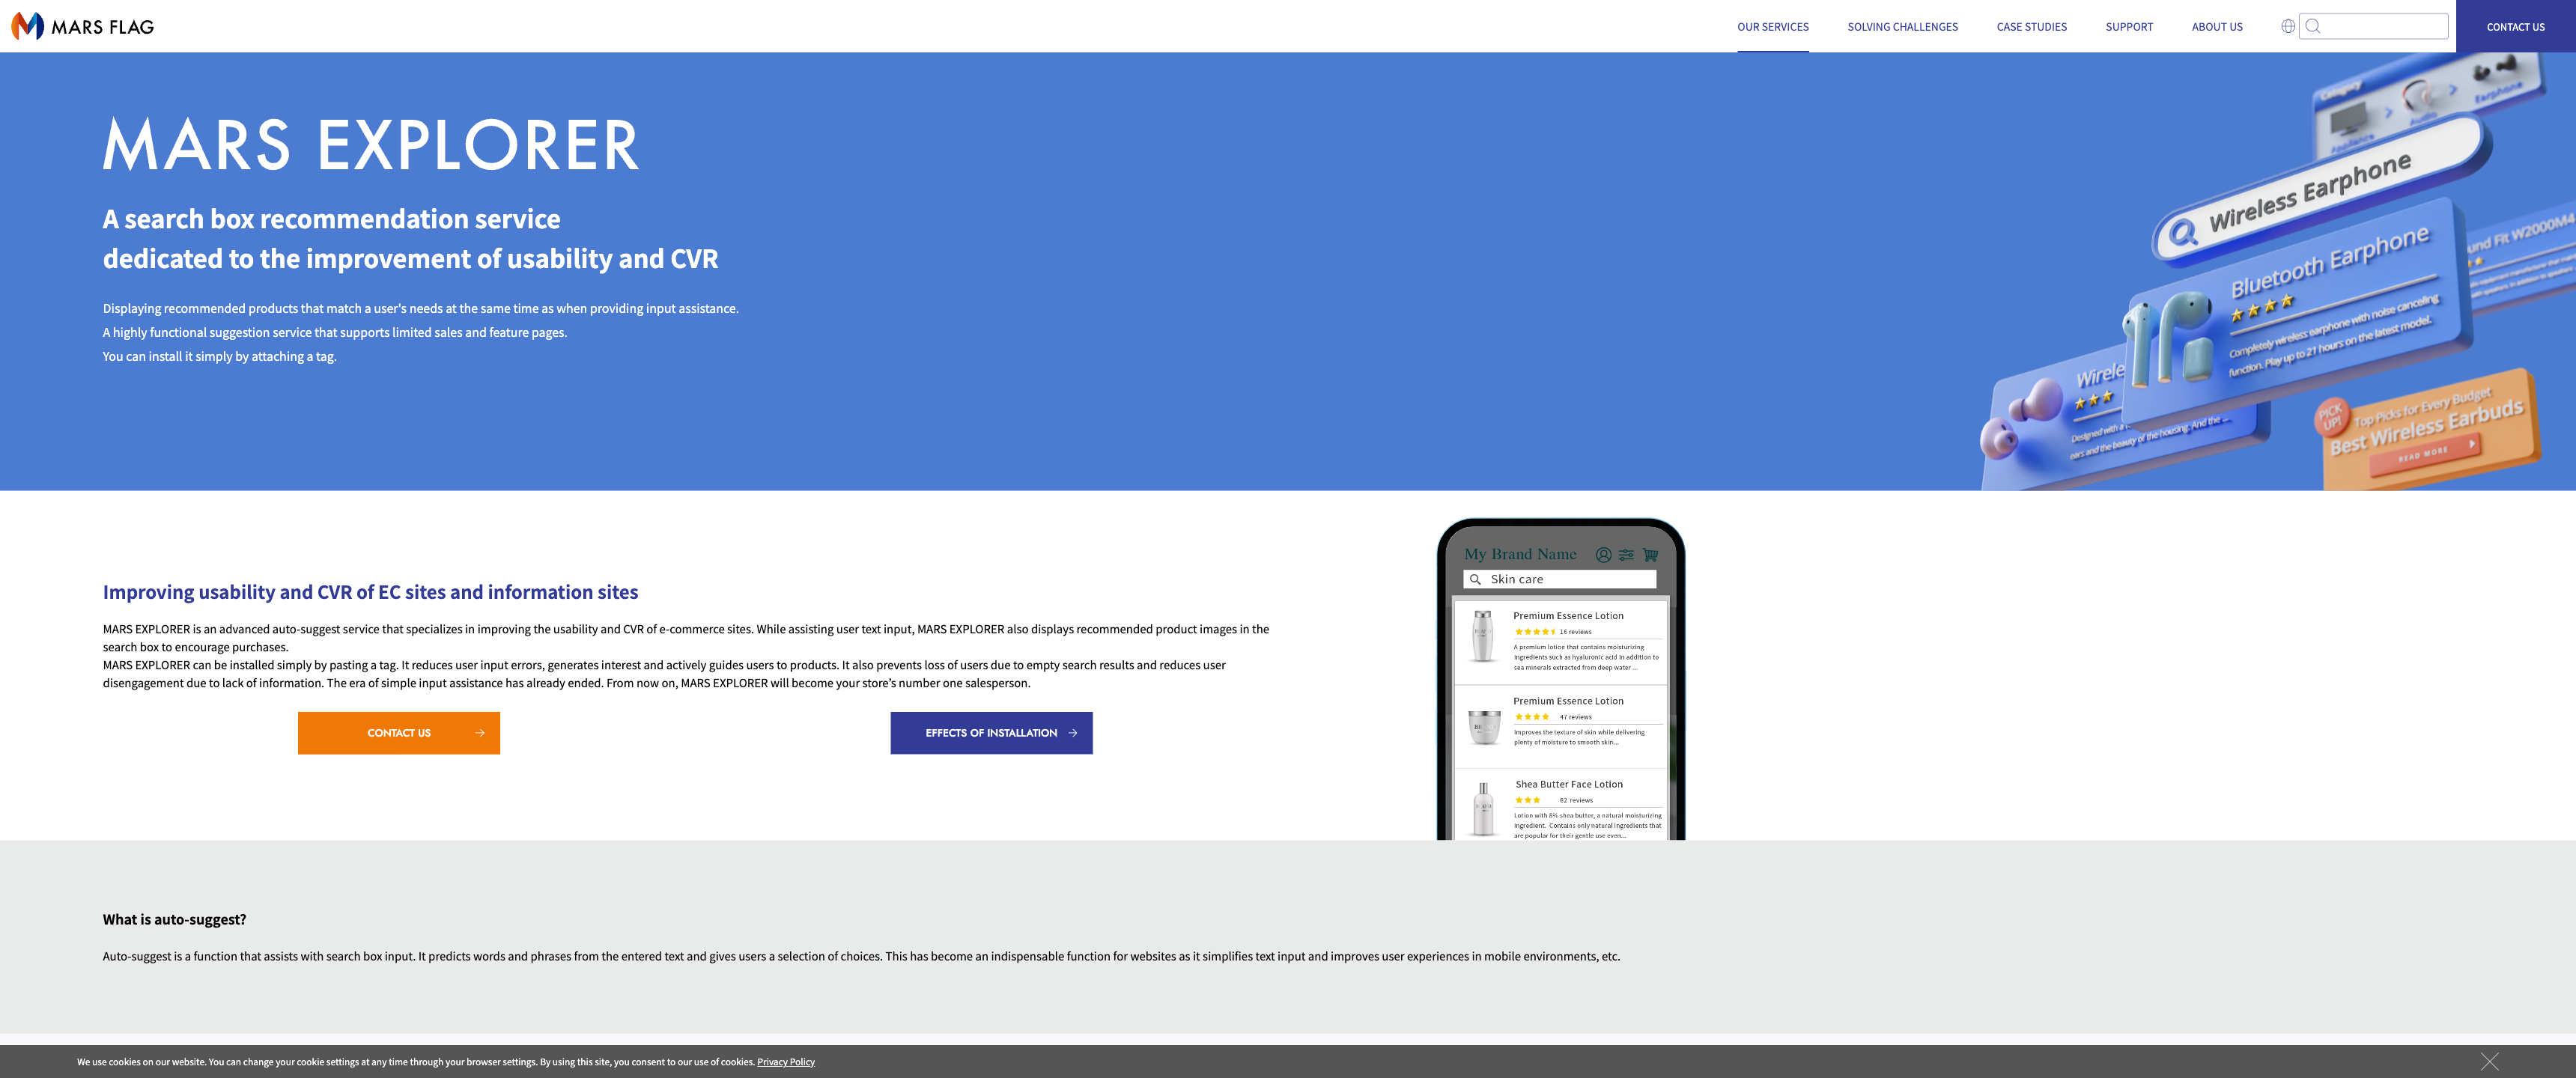 MARS FLAG
OUR SERVICES
SOLVING CHALLENGES
CASE STUDIES
SUPPORT
ABOUT US
CONTACT US
MARS EXPLORER
A search box recommendation service
dedicated to the improvement of usability and CVR
Displaying recommended products that match a user's needs at the same time as when providing input assistance.
A highly functional suggestion service that supports limited sales and feature pages.
You can install it simply by attaching a tag.
Category
Appliance
Audio
Earphone
Wireless Earphone
Bluetooth Earphone
Completely wireless earphone with noise canceling
function. Play up to 21 hours on the latest model.
und Fit W2000M4
Wirele
Designed with a
ears and the beauty of the housing. And the ...
PICK
UP!
Top Picks for Every Budget
Best Wireless Earbuds
READ MORE
Improving usability and CVR of EC sites and information sites
MARS EXPLORER is an advanced auto-suggest service that specializes in improving the usability and CVR of e-commerce sites. While assisting user text input, MARS EXPLORER also displays recommended product images in the
search box to encourage purchases.
MARS EXPLORER can be installed simply by pasting a tag. It reduces user input errors, generates interest and actively guides users to products. It also prevents loss of users due to empty search results and reduces user
disengagement due to lack of information. The era of simple input assistance has already ended. From now on, MARS EXPLORER will become your store’s number one salesperson.
CONTACT US
EFFECTS OF INSTALLATION
My Brand Name
Skin care
Premium Essence Lotion
16 reviews
A premium lotion that contains moisturizing
ingredients such as hyaluronic acid in addition to
sea minerals extracted from deep water ...
Premium Essence Lotion
47 reviews
Improves the texture of skin while delivering
plenty of moisture to smooth skin...
Shea Butter Face Lotion
82 reviews
Lotion with 8% shea butter, a natural moisturizing
ingredient. Contains only natural ingredients that
are popular for their gentle use even...
What is auto-suggest?
Auto-suggest is a function that assists with search box input. It predicts words and phrases from the entered text and gives users a selection of choices. This has become an indispensable function for websites as it simplifies text input and improves user experiences in mobile environments, etc.
We use cookies on our website. You can change your cookie settings at any time through your browser settings. By using this site, you consent to our use of cookies. Privacy Policy